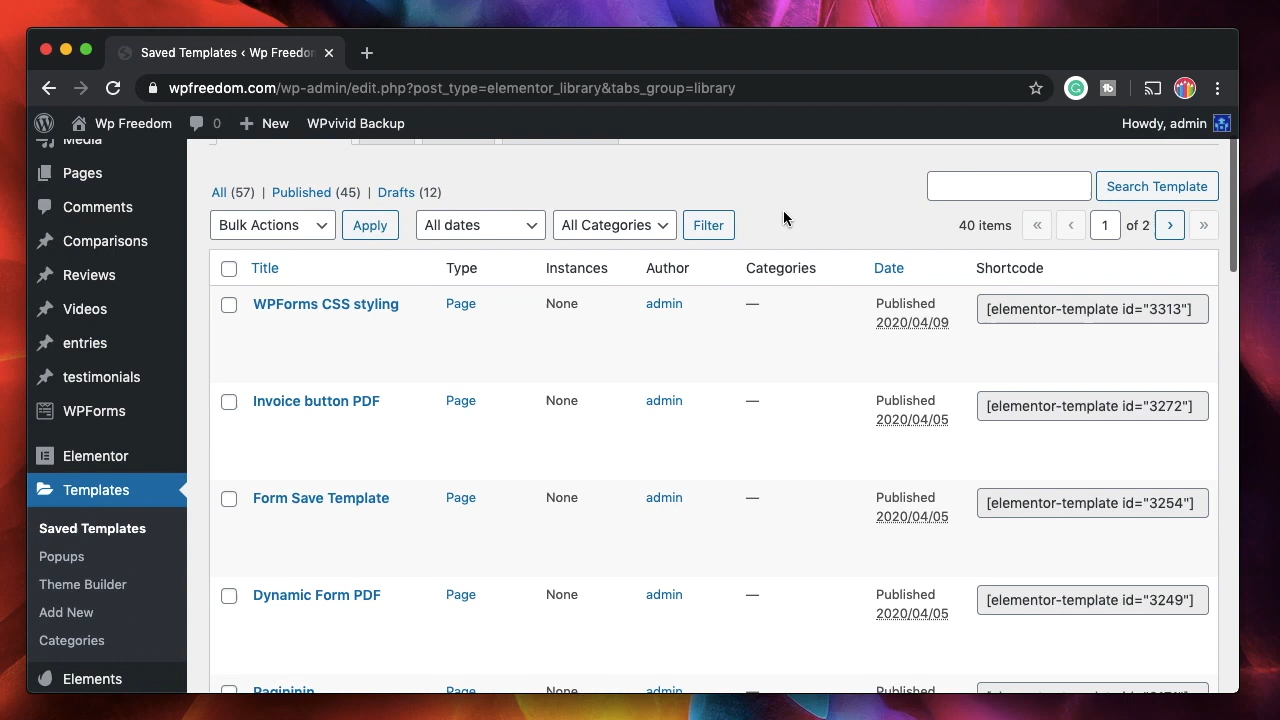 Saved Templates ‹ Wp Freedom
wpfreedom.com/wp-admin/edit.php?post_type=elementor_library&tabs_group=library
Wp Freedom 0 New WPvivid Backup Howdy, admin
Media
Pages
Comments
Comparisons
Reviews
Videos
entries
testimonials
WPForms
Elementor
Templates
Saved Templates
Popups
Theme Builder
Add New
Categories
Elements
All (57) | Published (45) | Drafts (12)
Search Template
Bulk Actions Apply All dates All Categories Filter 40 items « ‹ 1 of 2 › »
Title Type Instances Author Categories Date Shortcode
WPForms CSS styling Page None admin — Published [elementor-template id="3313"]
2020/04/09
Invoice button PDF Page None admin — Published [elementor-template id="3272"]
2020/04/05
Form Save Template Page None admin — Published [elementor-template id="3254"]
2020/04/05
Dynamic Form PDF Page None admin — Published [elementor-template id="3249"]
2020/04/05
Page None admin Published